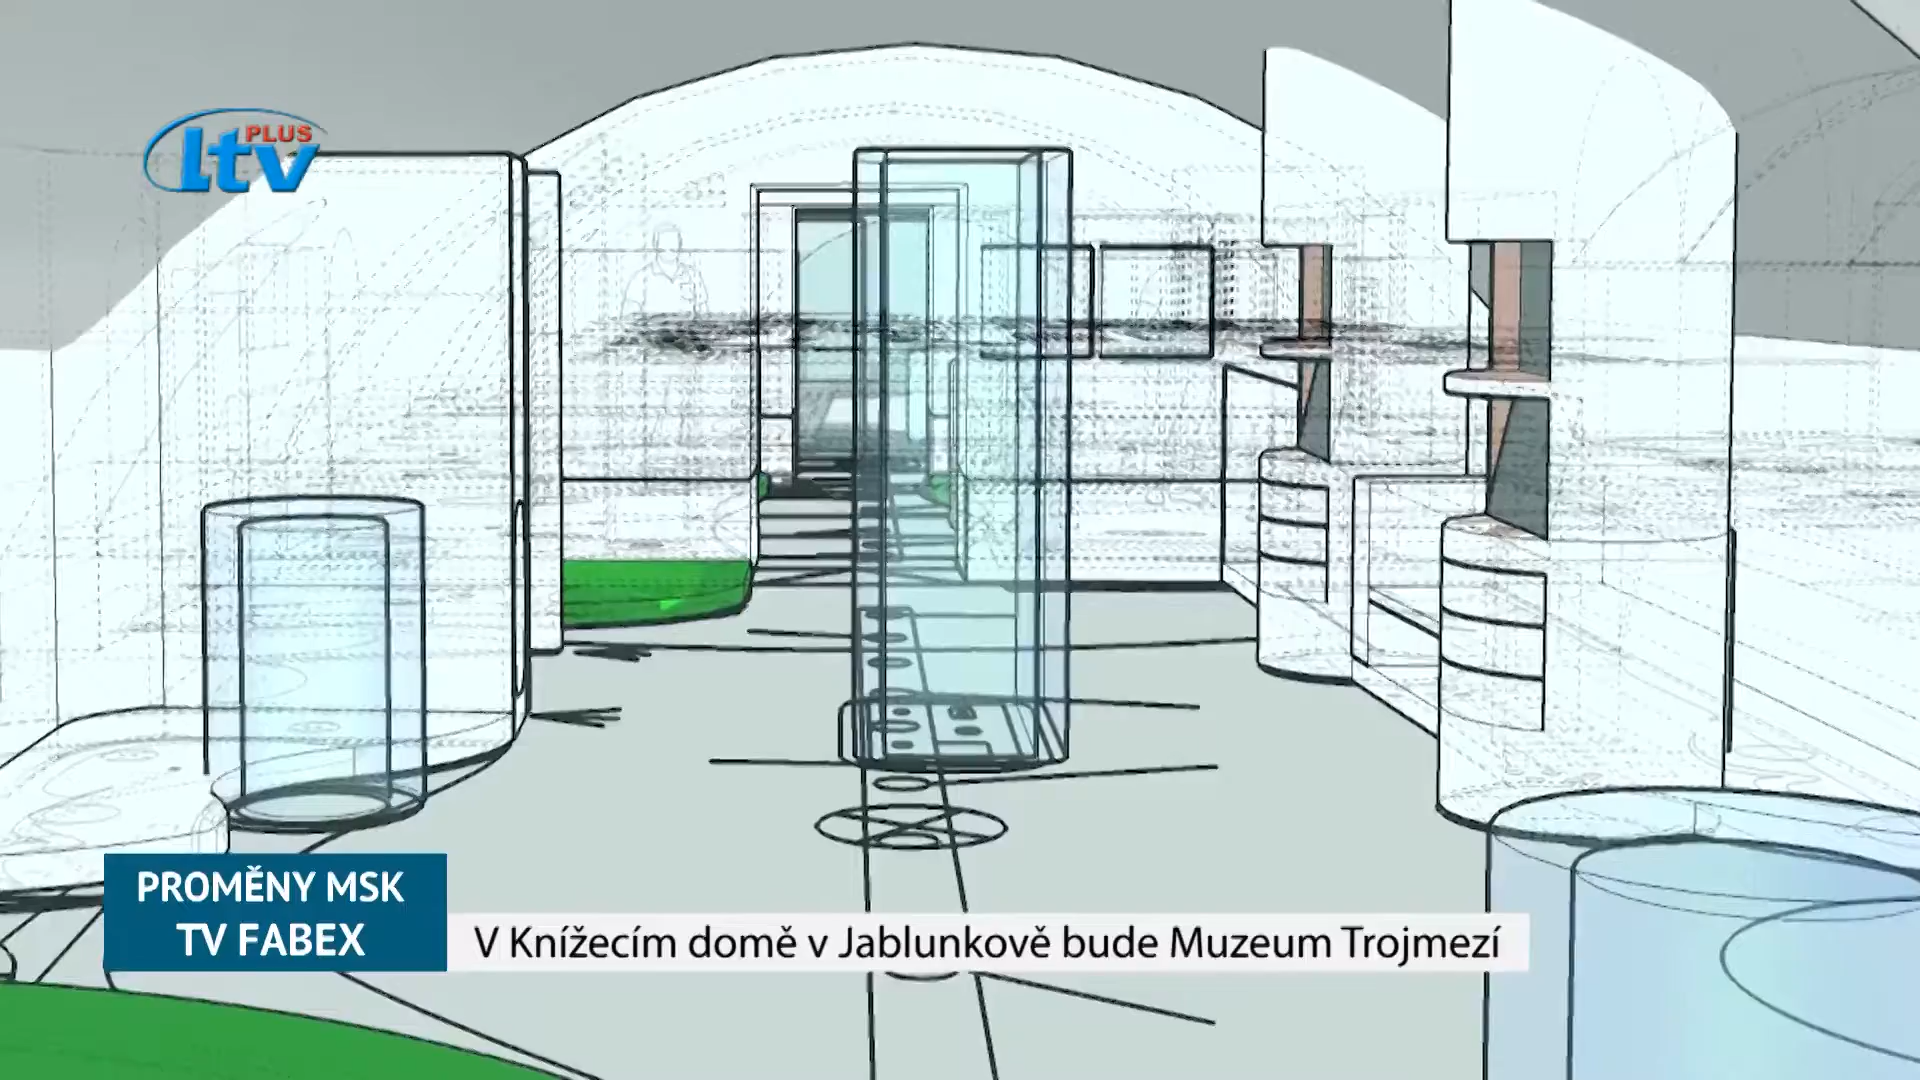 PLUS
ltv
PROMĚNY MSK
TV FABEX
V Knížecím domě v Jablunkově bude Muzeum Trojmezí